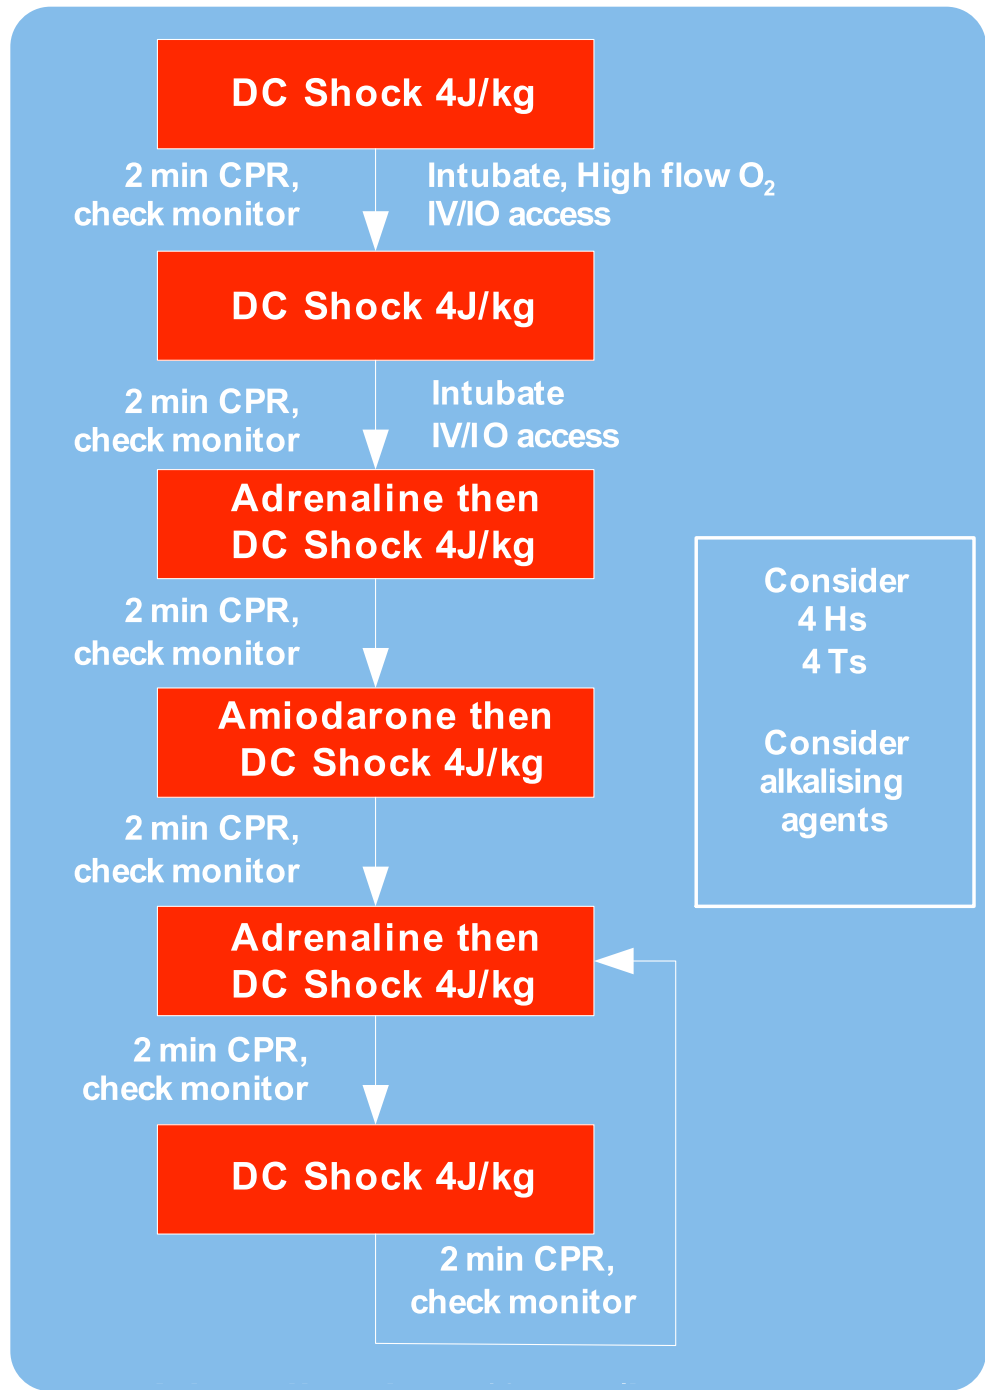 DC Shock 4J/kg
2 min CPR,
check monitor
Intubate, High flow O₂
IV/IO access
DC Shock 4J/kg
2 min CPR,
check monitor
Intubate
IV/IO access
Adrenaline then
DC Shock 4J/kg
2 min CPR,
check monitor
Amiodarone then
DC Shock 4J/kg
2 min CPR,
check monitor
Adrenaline then
DC Shock 4J/kg
2 min CPR,
check monitor
DC Shock 4J/kg
2 min CPR,
check monitor
Consider
4 Hs
4 Ts
Consider
alkalising
agents